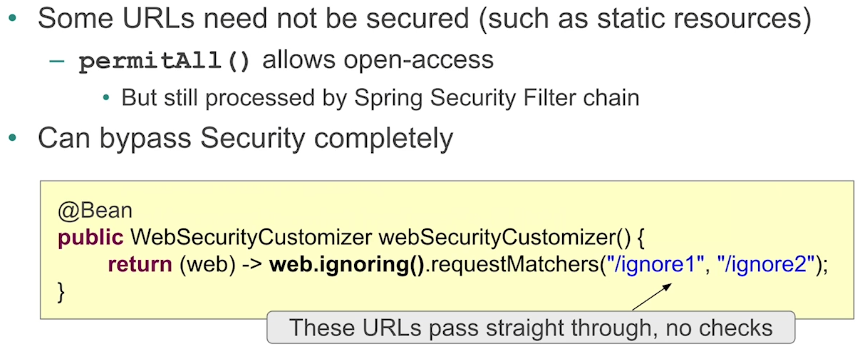 • Some URLs need not be secured (such as static resources)
– permitAll() allows open-access
• But still processed by Spring Security Filter chain
• Can bypass Security completely
@Bean
public WebSecurityCustomizer webSecurityCustomizer() {
return (web) -> web.ignoring().requestMatchers("/ignore1", "/ignore2");
}
These URLs pass straight through, no checks